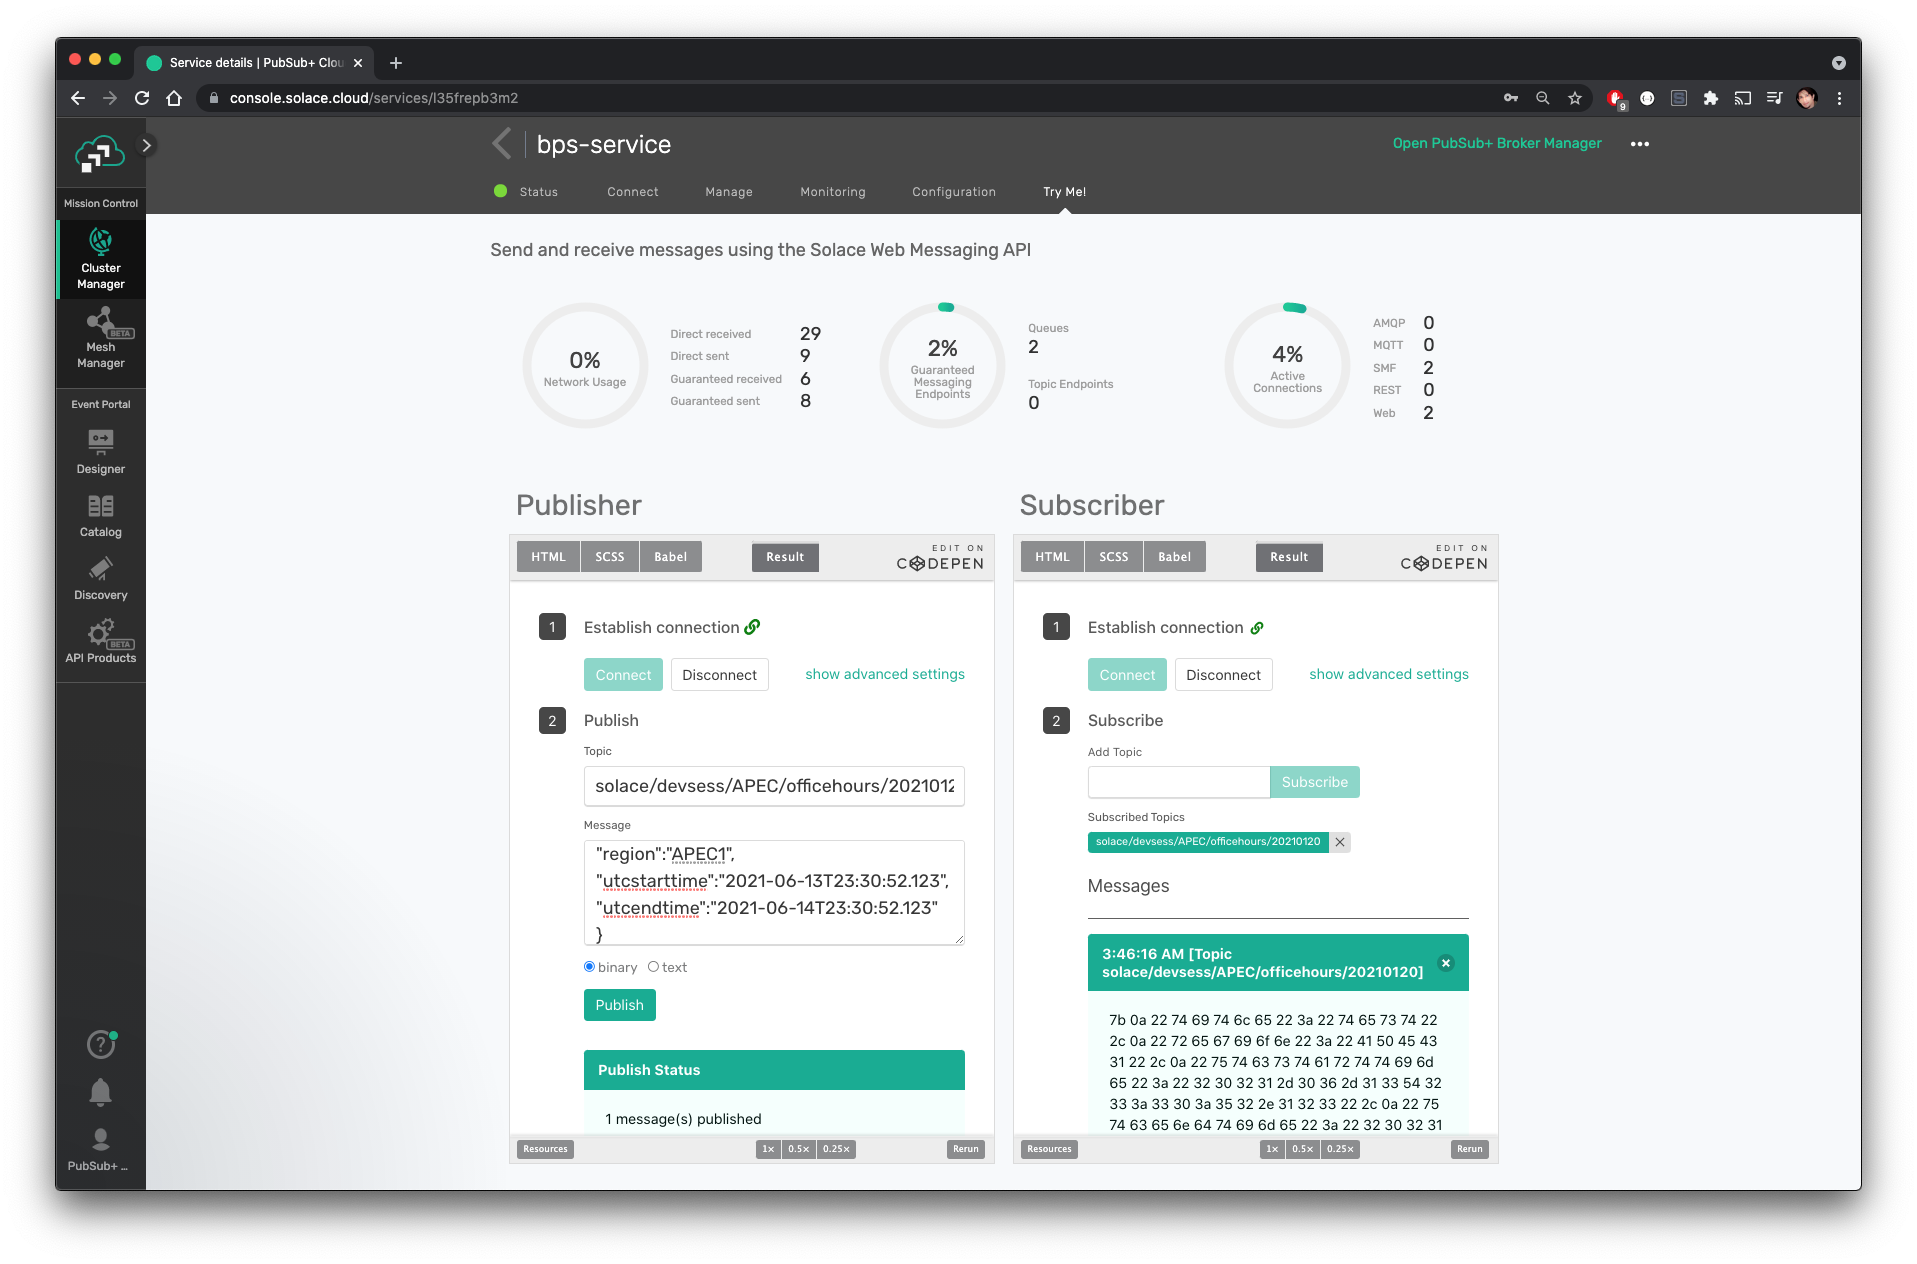 Service details | PubSub+ Clou
console.solace.cloud/services/l35frepb3m2
9
bps-service
Open PubSub+ Broker Manager
Status
Connect
Manage
Monitoring
Configuration
Try Me!
Mission Control
Cluster
Manager
BETA
Mesh
Manager
Event Portal
Designer
Catalog
Discovery
BETA
API Products
?
PubSub+ ...
Send and receive messages using the Solace Web Messaging API
0%
Network Usage
Direct received 29
Direct sent 9
Guaranteed received 6
Guaranteed sent 8
2%
Guaranteed
Messaging
Endpoints
Queues
2
Topic Endpoints
0
4%
Active
Connections
AMQP 0
MQTT 0
SMF 2
REST 0
Web 2
Publisher
HTML SCSS Babel Result
EDIT ON
CODEPEN
1 Establish connection
Connect Disconnect show advanced settings
2 Publish
Topic
solace/devsess/APEC/officehours/2021012
Message
"region":"APEC1",
"utcstarttime":"2021-06-13T23:30:52.123",
"utcendtime":"2021-06-14T23:30:52.123"
}
binary text
Publish
Publish Status
1 message(s) published
Resources 1× 0.5× 0.25× Rerun
Subscriber
HTML SCSS Babel Result
EDIT ON
CODEPEN
1 Establish connection
Connect Disconnect show advanced settings
2 Subscribe
Add Topic
Subscribe
Subscribed Topics
solace/devsess/APEC/officehours/20210120
Messages
3:46:16 AM [Topic
solace/devsess/APEC/officehours/20210120]
7b 0a 22 74 69 74 6c 65 22 3a 22 74 65 73 74 22
2c 0a 22 72 65 67 69 6f 6e 22 3a 22 41 50 45 43
31 22 2c 0a 22 75 74 63 73 74 61 72 74 74 69 6d
65 22 3a 22 32 30 32 31 2d 30 36 2d 31 33 54 32
33 3a 33 30 3a 35 32 2e 31 32 33 22 2c 0a 22 75
74 63 65 6e 64 74 69 6d 65 22 3a 22 32 30 32 31
Resources 1× 0.5× 0.25× Rerun